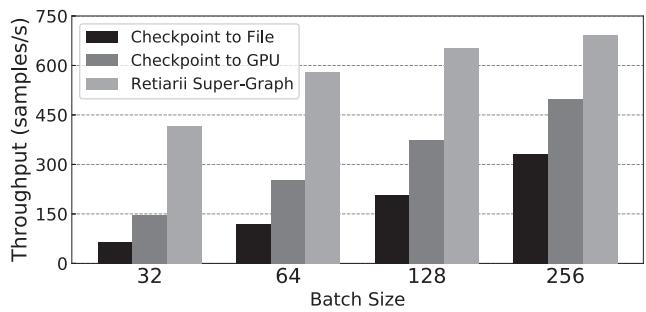 Throughput (samples/s)
750
600
450
300
150
0
Checkpoint to File
Checkpoint to GPU
Retiarii Super-Graph
32 64 128 256
Batch Size